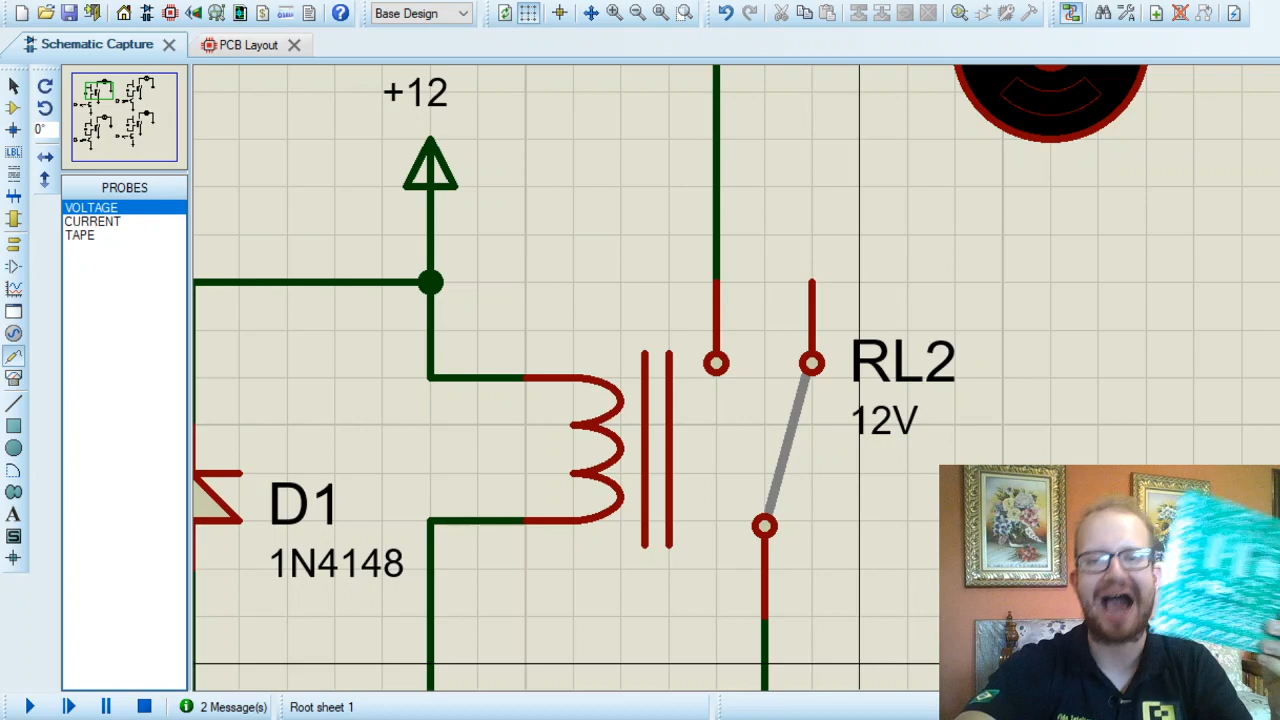 Base Design
Schematic Capture
PCB Layout
0°
LBL
PROBES
VOLTAGE
CURRENT
TAPE
+12
RL2
12V
D1
1N4148
2 Message(s)
Root sheet 1